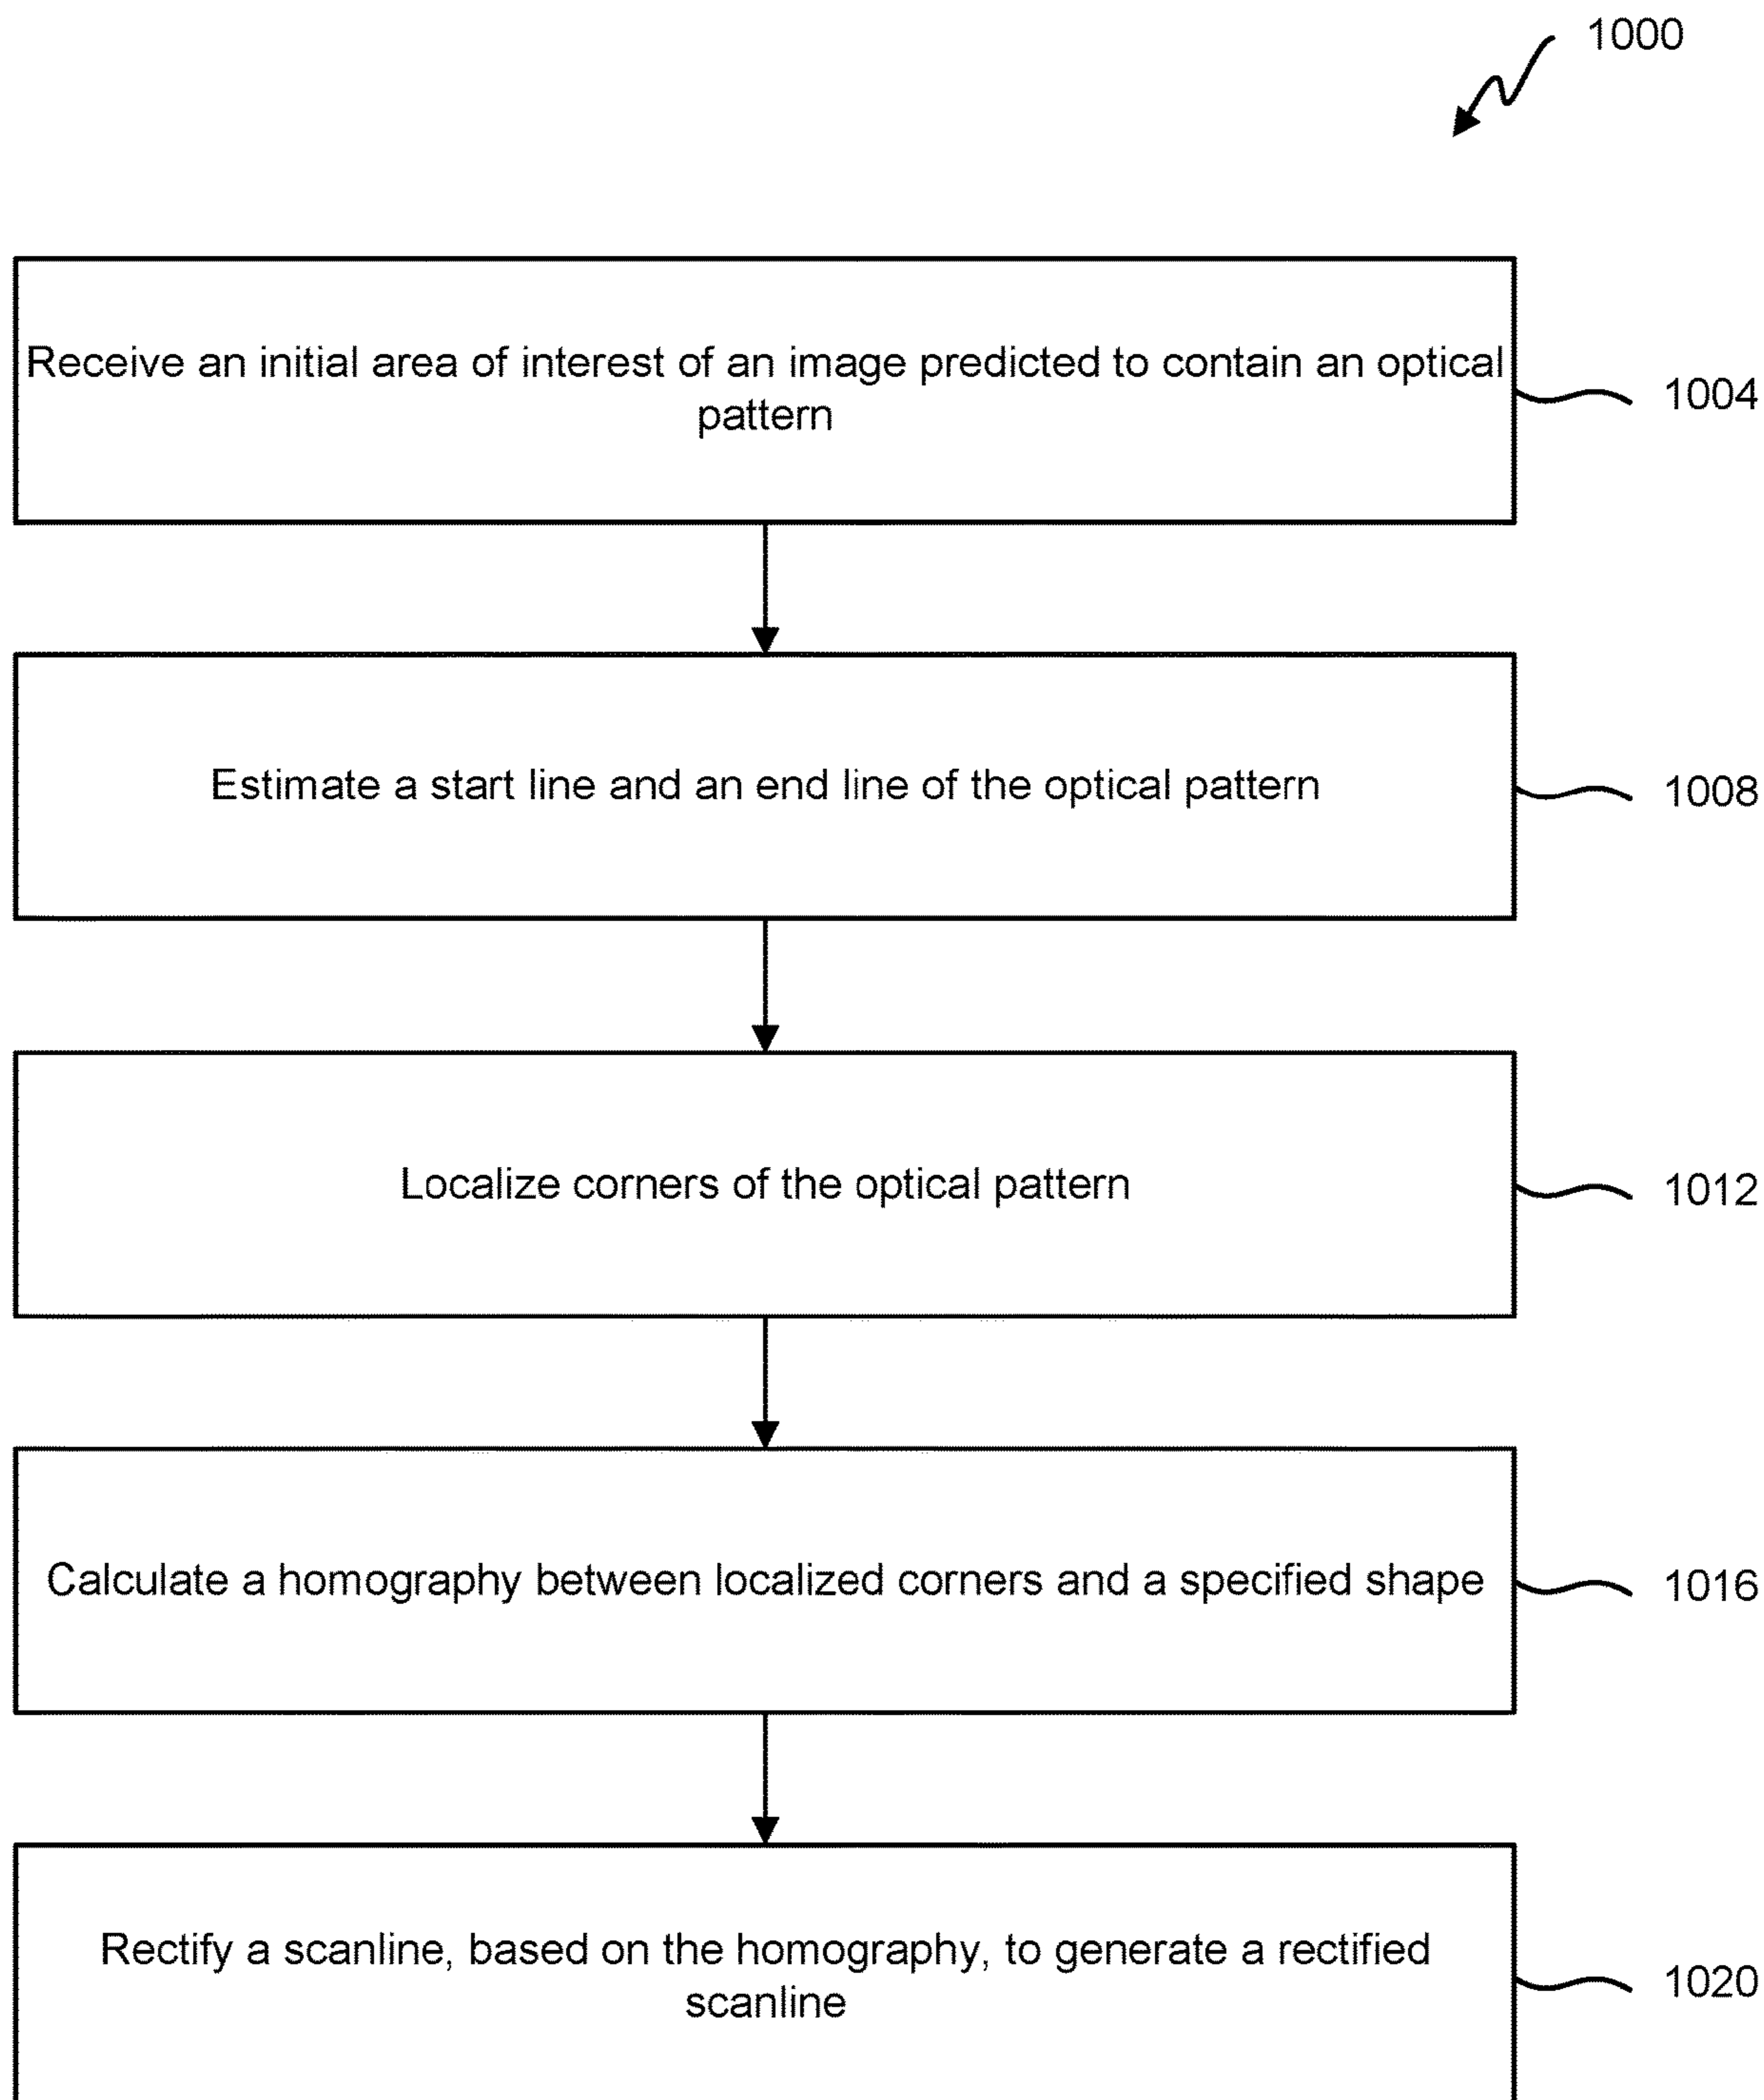 1000
Receive an initial area of interest of an image predicted to contain an optical
pattern
1004
Estimate a start line and an end line of the optical pattern
1008
Localize corners of the optical pattern
1012
Calculate a homography between localized corners and a specified shape
1016
Rectify a scanline, based on the homography, to generate a rectified
scanline
1020